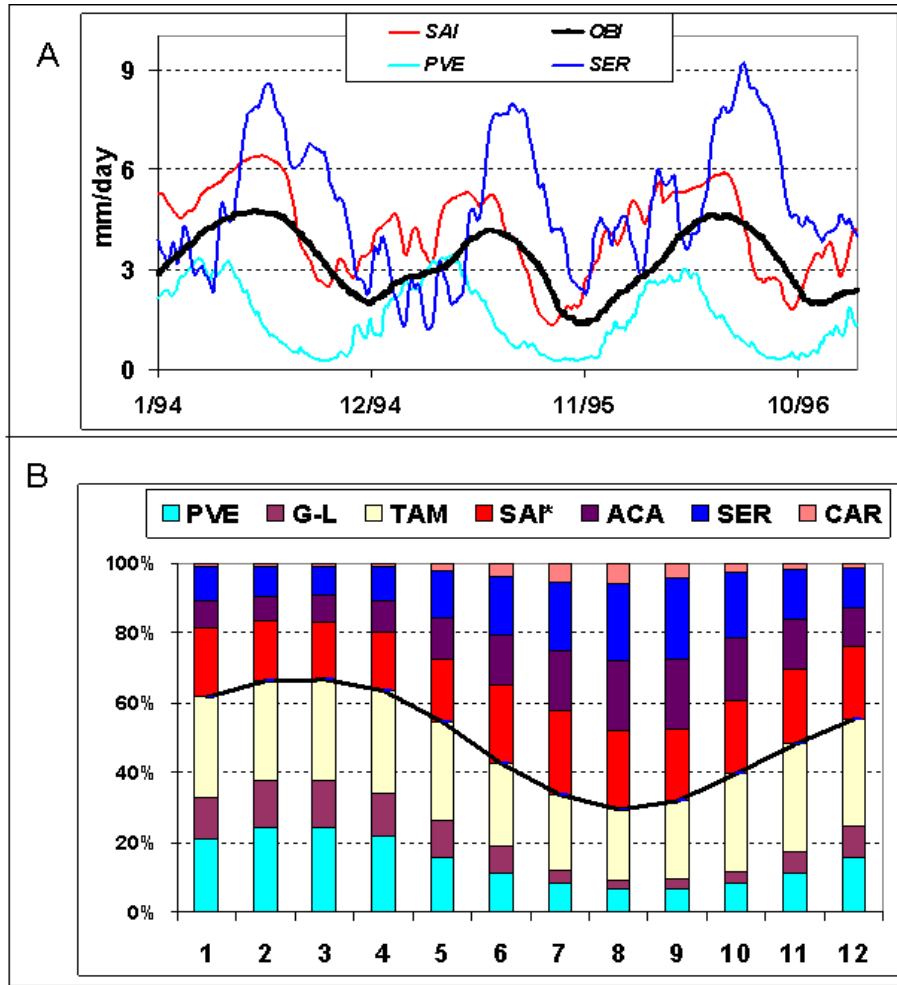 A
SAI OBI
PVE SER
mm/day
9
6
3
0
1/94 12/94 11/95 10/96
B
PVE G-L TAM SAI* ACA SER CAR
100%
80%
60%
40%
20%
0%
1 2 3 4 5 6 7 8 9 10 11 12